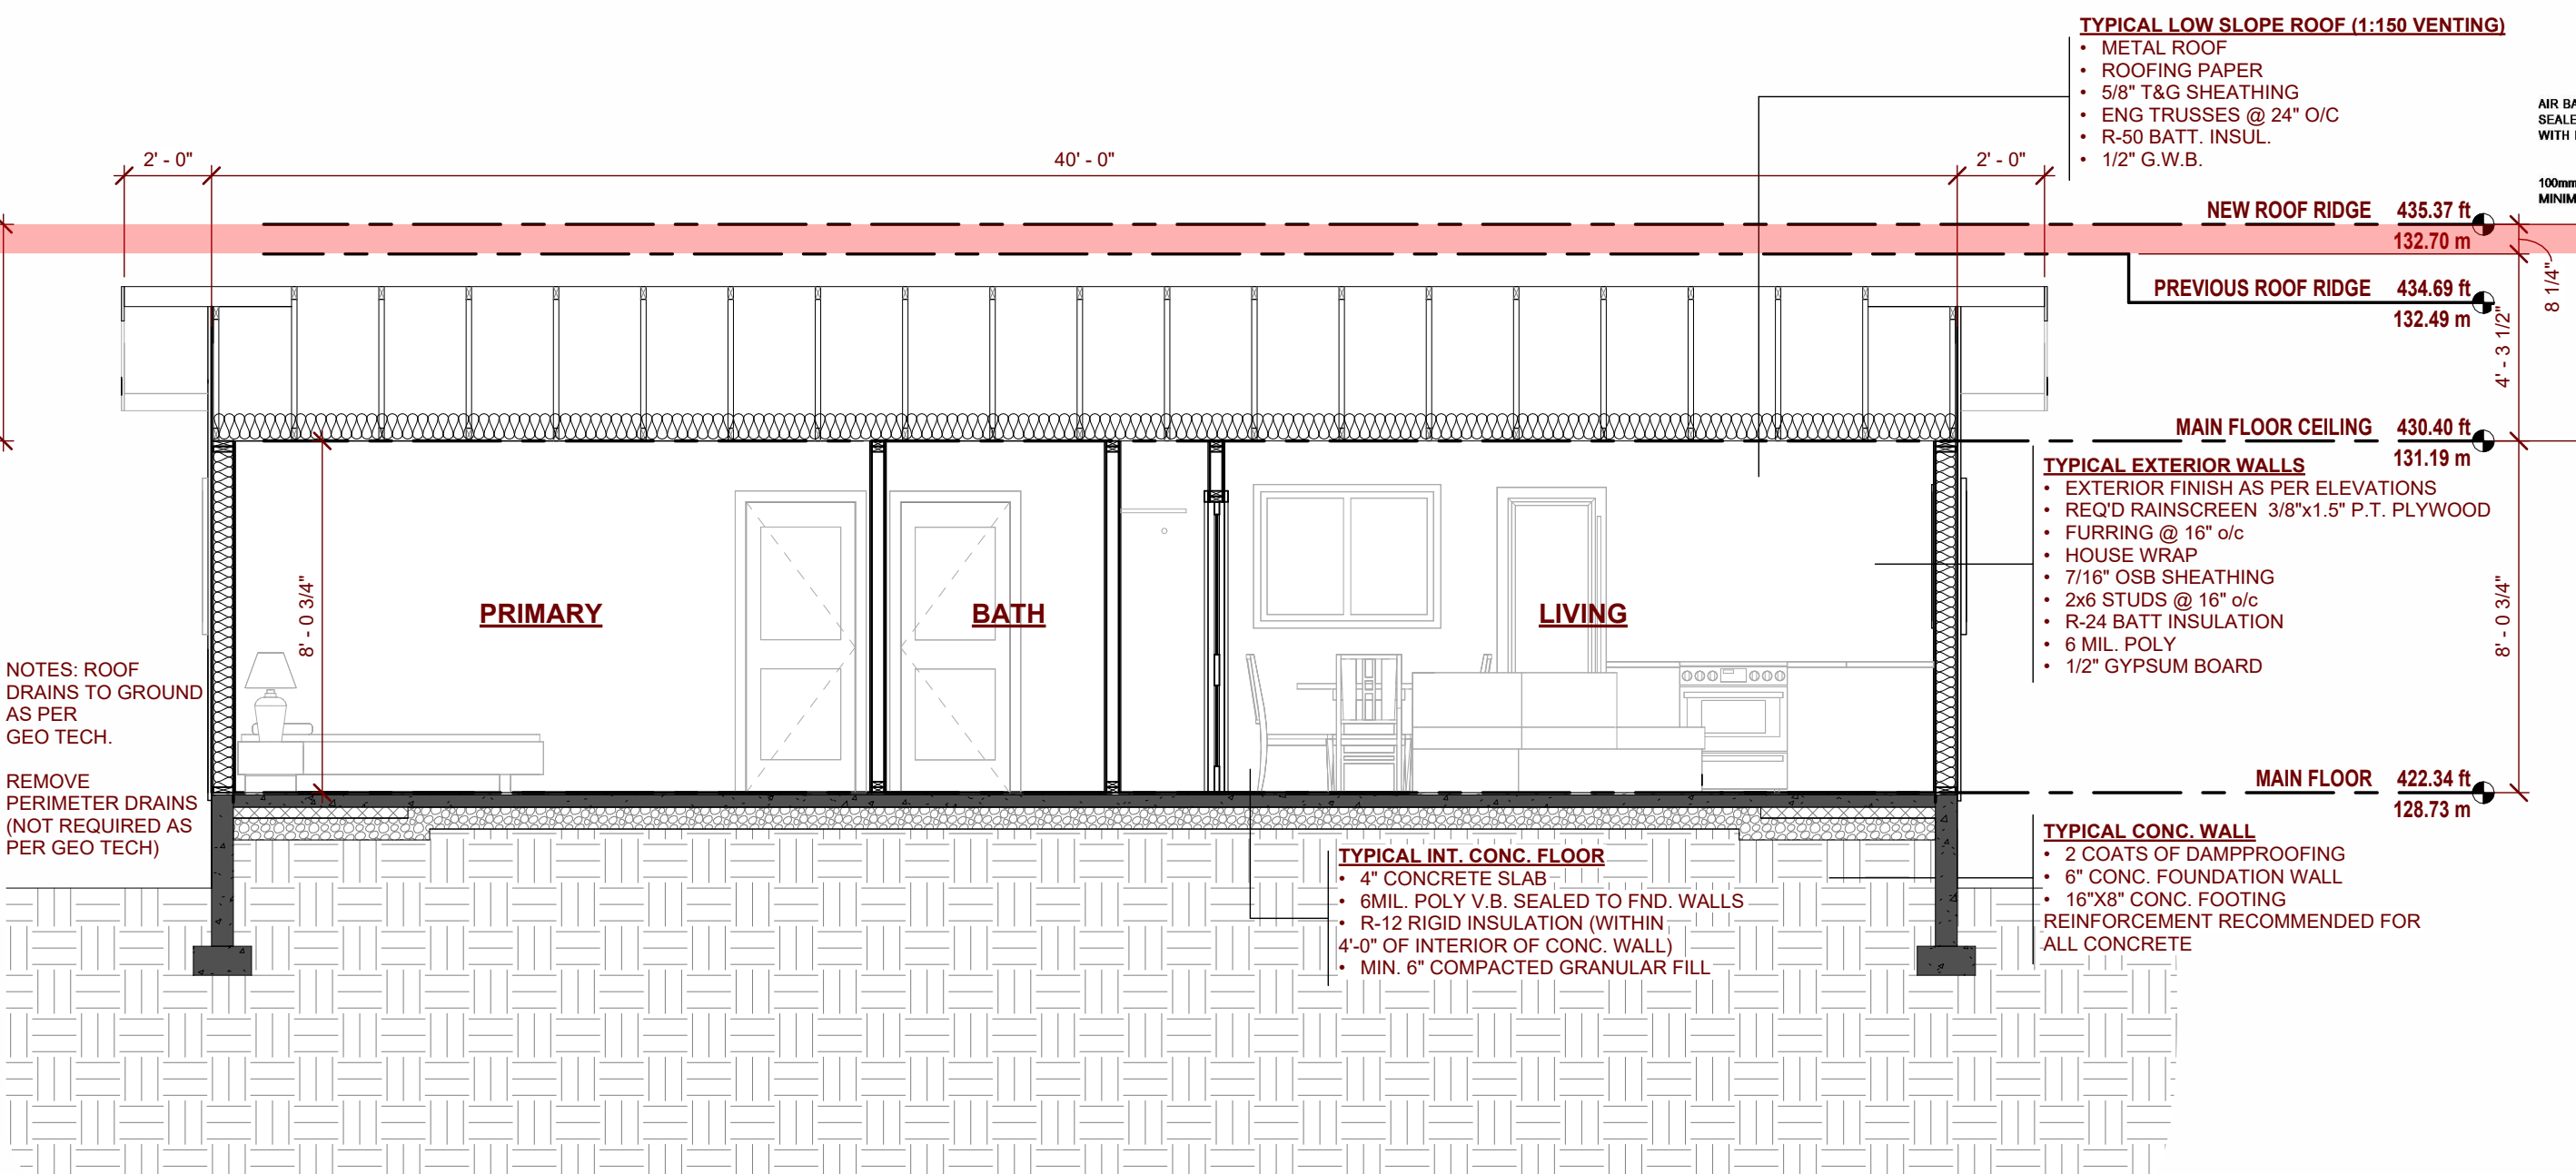 TYPICAL LOW SLOPE ROOF (1:150 VENTING)
• METAL ROOF
• ROOFING PAPER
• 5/8" T&G SHEATHING
• ENG TRUSSES @ 24" O/C
• R-50 BATT. INSUL.
• 1/2" G.W.B.
AIR
SEALE
WITH
100mm
MINIM
2' - 0"
40' - 0"
2' - 0"
NEW ROOF RIDGE 435.37 ft
132.70 m
8 1/4"
PREVIOUS ROOF RIDGE 434.69 ft
132.49 m
4' - 3 1/2"
MAIN FLOOR CEILING 430.40 ft
131.19 m
TYPICAL EXTERIOR WALLS
• EXTERIOR FINISH AS PER ELEVATIONS
• REQ'D RAINSCREEN 3/8"x1.5" P.T. PLYWOOD
• FURRING @ 16" o/c
• HOUSE WRAP
• 7/16" OSB SHEATHING
• 2x6 STUDS @ 16" o/c
• R-24 BATT INSULATION
• 6 MIL. POLY
• 1/2" GYPSUM BOARD
8' - 0 3/4"
8' - 0 3/4"
PRIMARY
BATH
LIVING
NOTES: ROOF
DRAINS TO GROUND
AS PER
GEO TECH.
REMOVE
PERIMETER DRAINS
(NOT REQUIRED AS
PER GEO TECH)
MAIN FLOOR 422.34 ft
128.73 m
TYPICAL INT. CONC. FLOOR
• 4" CONCRETE SLAB
• 6MIL. POLY V.B. SEALED TO FND. WALLS
• R-12 RIGID INSULATION (WITHIN
4'-0" OF INTERIOR OF CONC. WALL)
• MIN. 6" COMPACTED GRANULAR FILL
TYPICAL CONC. WALL
• 2 COATS OF DAMPPROOFING
• 6" CONC. FOUNDATION WALL
• 16"X8" CONC. FOOTING
REINFORCEMENT RECOMMENDED FOR
ALL CONCRETE